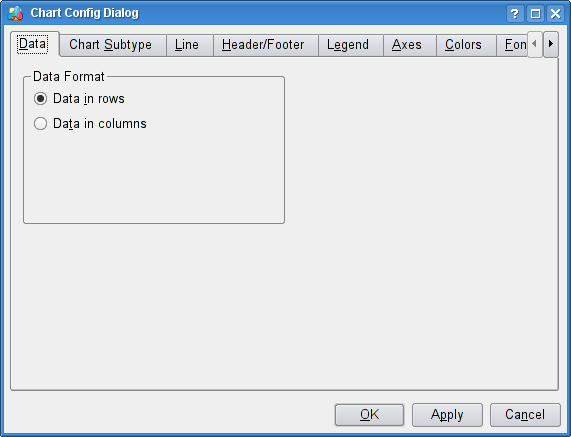 Chart Config Dialog
Data Chart Subtype Line Header/Footer Legend Axes Colors Fon
Data Format
Data in rows
Data in columns
OK Apply Cancel